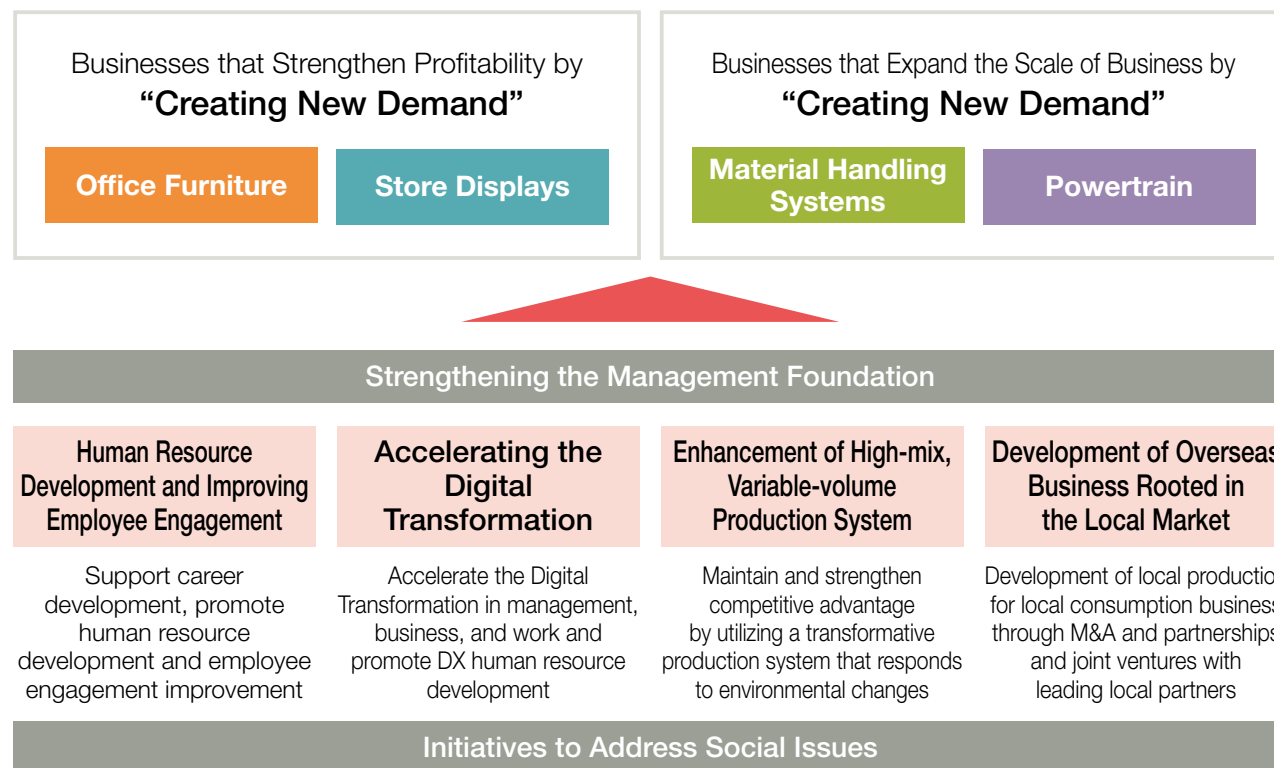 Businesses that Strengthen Profitability by
“Creating New Demand”
Office Furniture
Store Displays
Businesses that Expand the Scale of Business by
“Creating New Demand”
Material Handling
Systems
Powertrain
Strengthening the Management Foundation
Human Resource
Development and Improving
Employee Engagement
Support career
development, promote
human resource
development and employee
engagement improvement
Accelerating the
Digital
Transformation
Accelerate the Digital
Transformation in management,
business, and work and
promote DX human resource
development
Enhancement of High-mix,
Variable-volume
Production System
Maintain and strengthen
competitive advantage
by utilizing a transformative
production system that responds
to environmental changes
Development of Overseas
Business Rooted in
the Local Market
Development of local production
for local consumption business
through M&A and partnerships
and joint ventures with
leading local partners
Initiatives to Address Social Issues